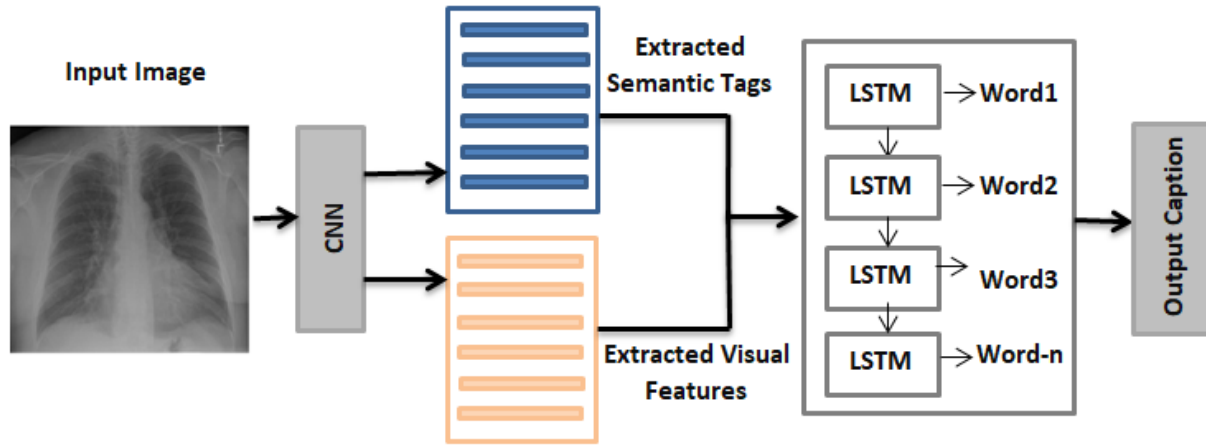 Input Image
CNN
Extracted
Semantic Tags
Extracted Visual
Features
LSTM
Word1
LSTM
Word2
LSTM
Word3
LSTM
Word-n
Output Caption